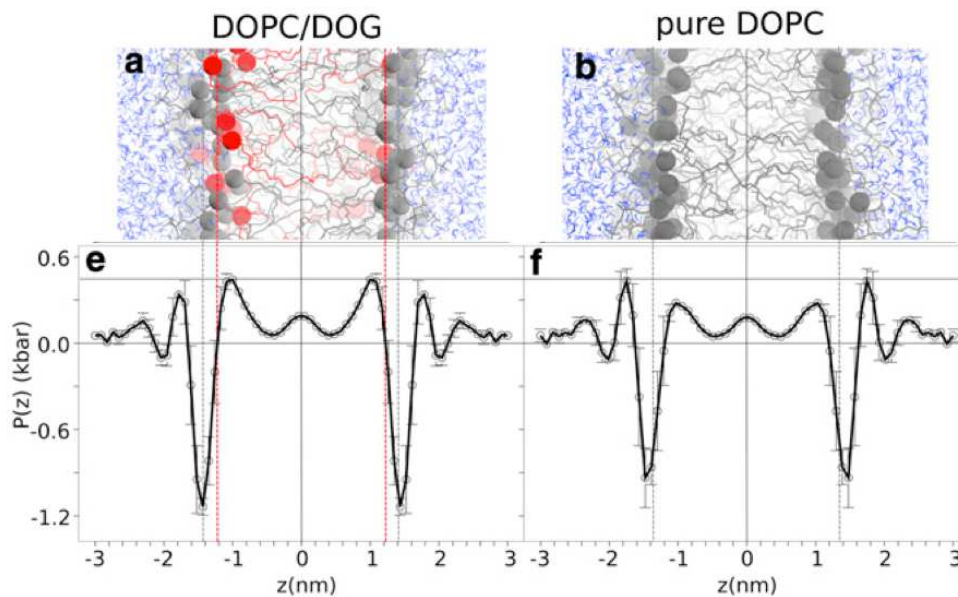 DOPC/DOG pure DOPC
a b
e f
0.6
0.0
-0.6
-1.2
P(z) (kbar)
-3 -2 -1 0 1 2 3 -3 -2 -1 0 1 2 3
z(nm) z(nm)